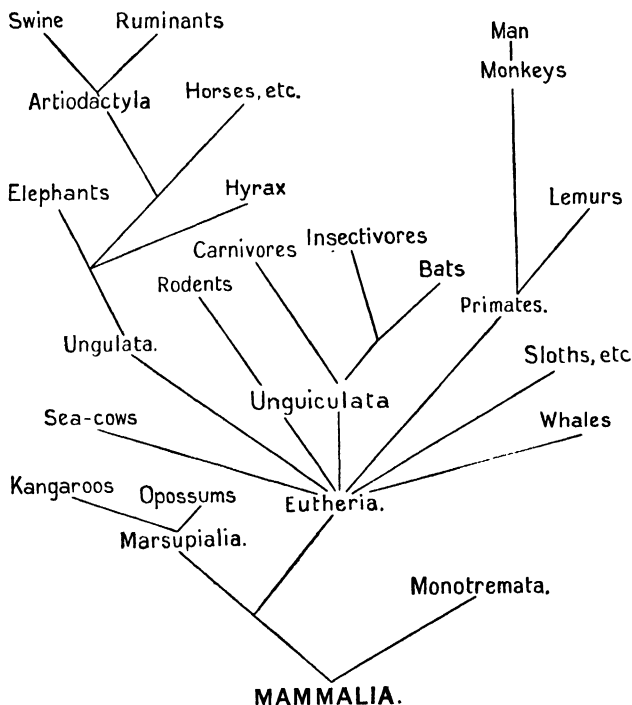 Swine
Ruminants
Man
Monkeys
Artiodactyla
Horses, etc.
Elephants
Hyrax
Lemurs
Carnivores
Insectivores
Bats
Rodents
Primates.
Ungulata.
Sloths, etc
Unguiculata
Sea-cows
Whales
Kangaroos
Opossums
Eutheria.
Marsupialia.
Monotremata.
MAMMALIA.